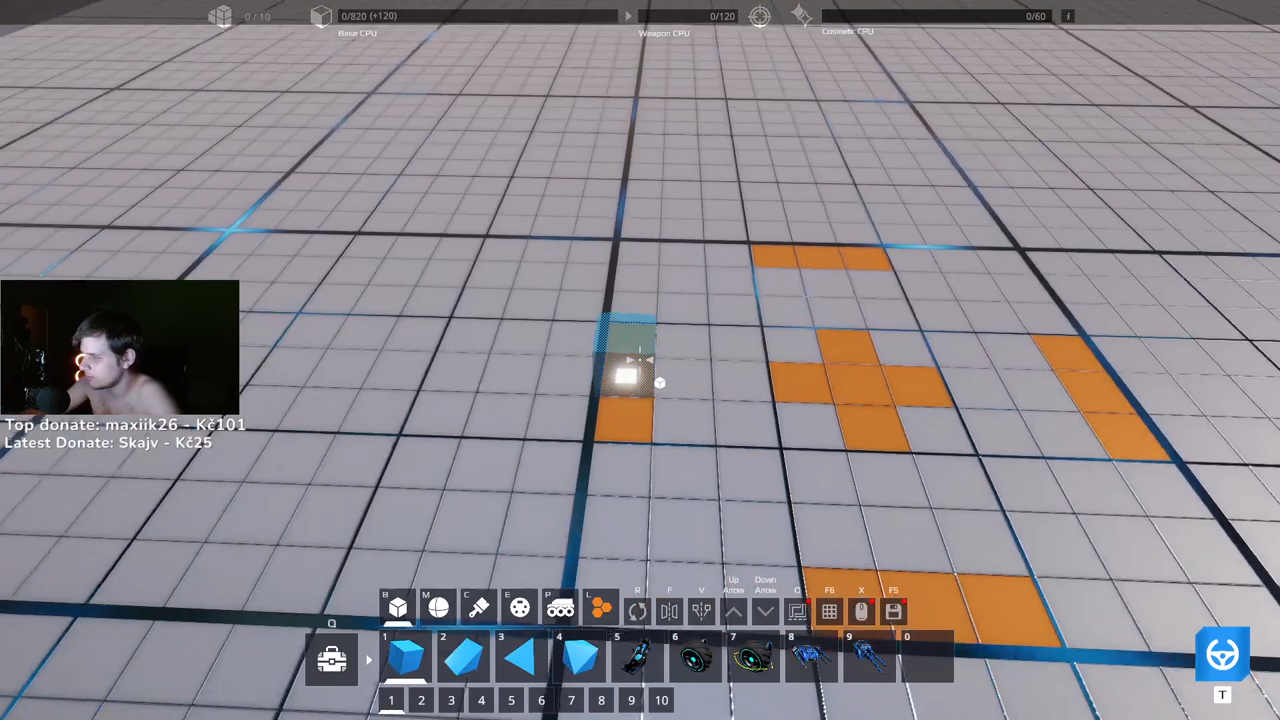 0 / 10
0/820 (+120)
0/120
0/60
i
Base CPU
Weapon CPU
Cosmetic CPU
Top donate: maxiik26 - Kč101
Latest Donate: Skajv - Kč25
Up Arrow
Down Arrow
B M C E P L R F V O F6 X F5
Q
1 2 3 4 5 6 7 8 9 0
1 2 3 4 5 6 7 8 9 10
T